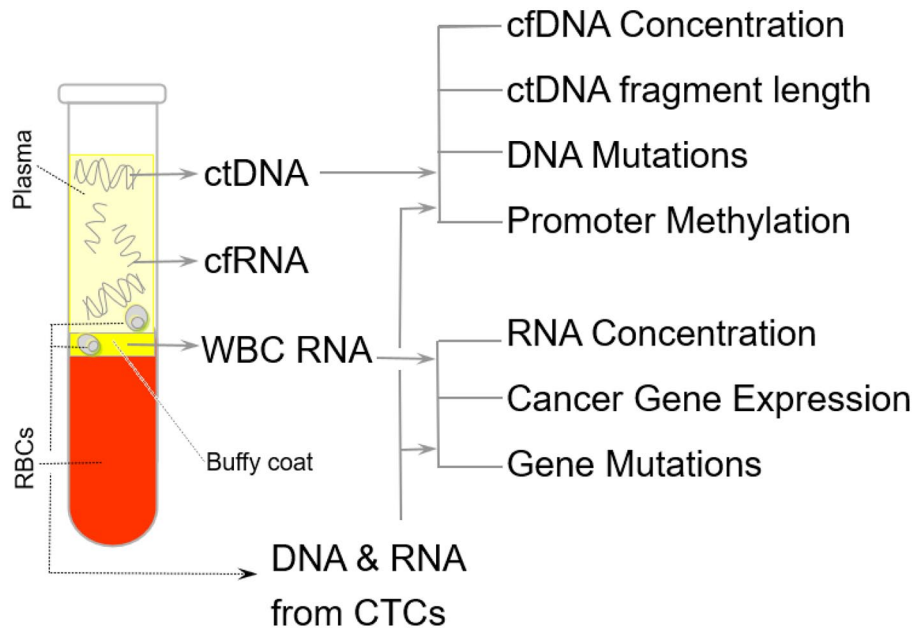 cfDNA Concentration
ctDNA fragment length
DNA Mutations
Promoter Methylation
Plasma
ctDNA
cfRNA
WBC RNA
RNA Concentration
Cancer Gene Expression
Gene Mutations
RBCs
Buffy coat
DNA & RNA
from CTCs